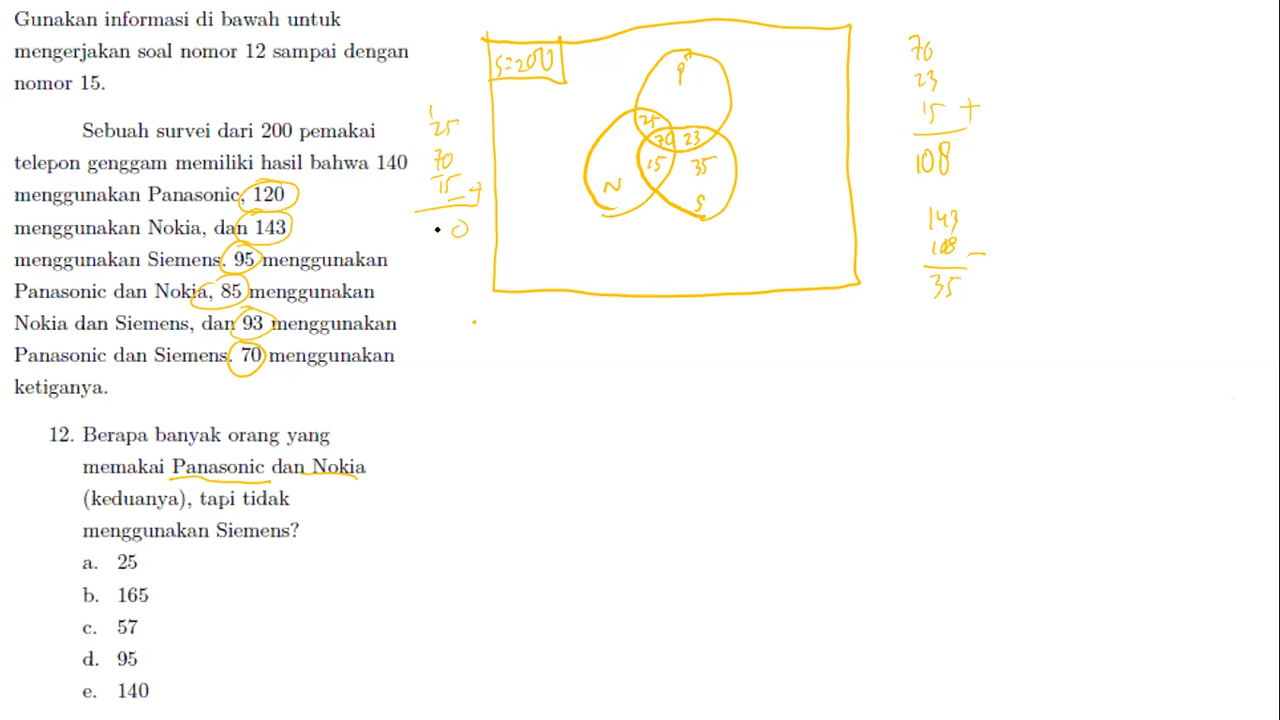 Gunakan informasi di bawah untuk
mengerjakan soal nomor 12 sampai dengan
nomor 15.
Sebuah survei dari 200 pemakai
telepon genggam memiliki hasil bahwa 140
menggunakan Panasonic, 120
menggunakan Nokia, dan 143
menggunakan Siemens. 95 menggunakan
Panasonic dan Nokia, 85 menggunakan
Nokia dan Siemens, dan 93 menggunakan
Panasonic dan Siemens. 70 menggunakan
ketiganya.
12. Berapa banyak orang yang
memakai Panasonic dan Nokia
(keduanya), tapi tidak
menggunakan Siemens?
a. 25
b. 165
c. 57
d. 95
e. 140
1
25
70
15 +
0
S=200
P
25
70 23
15 35
N
S
70
23
15 +
108
143
108 -
35